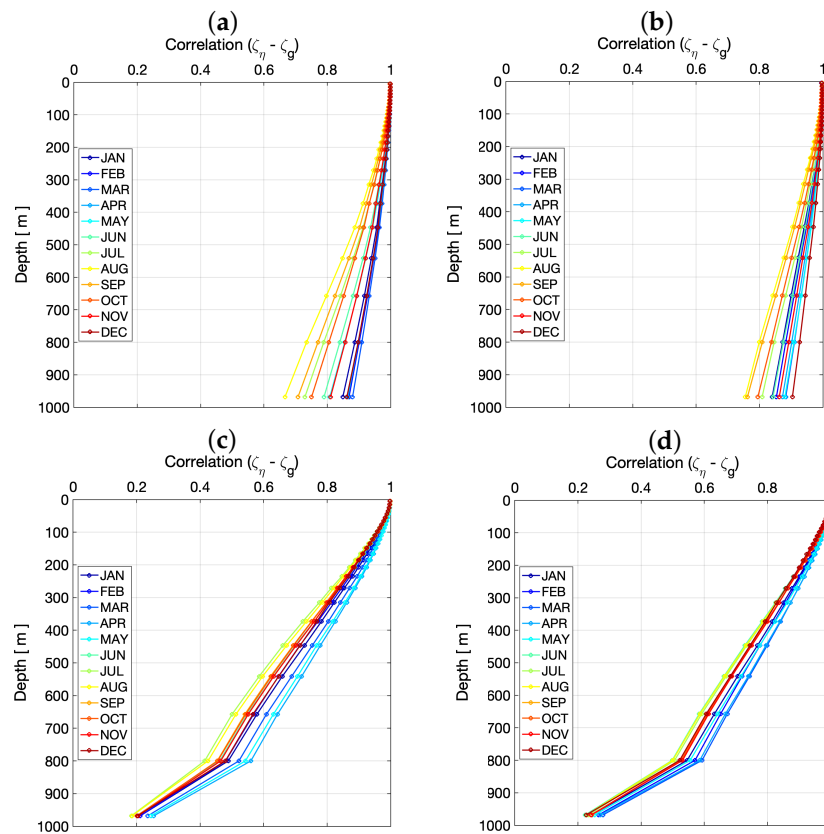 (a)
Correlation (ζη - ζg)
0 0.2 0.4 0.6 0.8 1
0
100
200
300
400
500
600
700
800
900
1000
Depth [ m ]
JAN
FEB
MAR
APR
MAY
JUN
JUL
AUG
SEP
OCT
NOV
DEC
(b)
Correlation (ζη - ζg)
0 0.2 0.4 0.6 0.8 1
0
100
200
300
400
500
600
700
800
900
1000
Depth [ m ]
JAN
FEB
MAR
APR
MAY
JUN
JUL
AUG
SEP
OCT
NOV
DEC
(c)
Correlation (ζη - ζg)
0 0.2 0.4 0.6 0.8 1
0
100
200
300
400
500
600
700
800
900
1000
Depth [ m ]
JAN
FEB
MAR
APR
MAY
JUN
JUL
AUG
SEP
OCT
NOV
DEC
(d)
Correlation (ζη - ζg)
0 0.2 0.4 0.6 0.8
0
100
200
300
400
500
600
700
800
900
1000
Depth [ m ]
JAN
FEB
MAR
APR
MAY
JUN
JUL
AUG
SEP
OCT
NOV
DEC